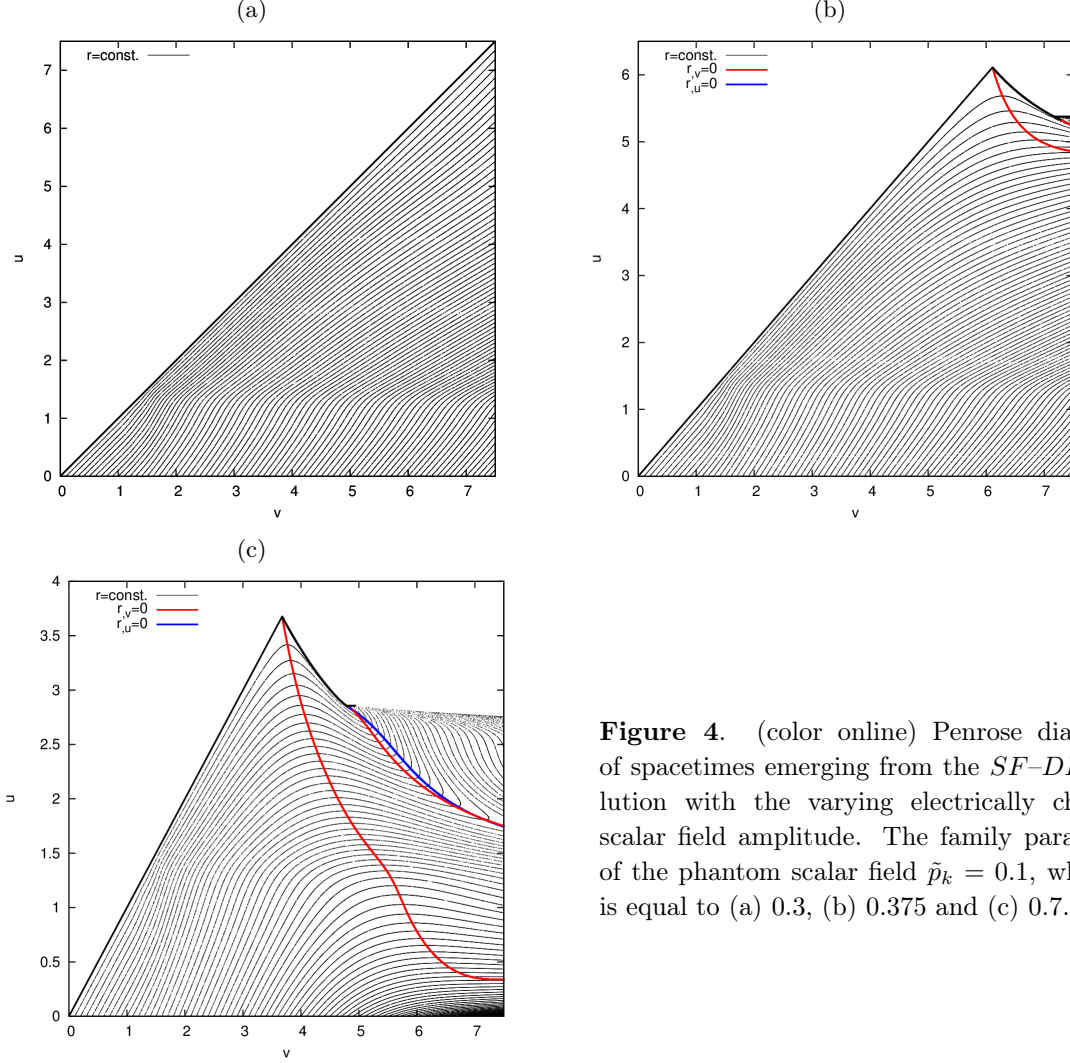 (a)
r=const.
7
6
5
4
3
2
1
0
0 1 2 3 4 5 6 7
u
v
(b)
r=const.
r,v=0
r,u=0
6
5
4
3
2
1
0
0 1 2 3 4 5 6 7
u
v
(c)
r=const.
r,v=0
r,u=0
4
3.5
3
2.5
2
1.5
1
0.5
0
0 1 2 3 4 5 6 7
u
v
Figure 4. (color online) Penrose dia
of spacetimes emerging from the SF–
lution with the varying electrically ch
scalar field amplitude. The family para
of the phantom scalar field p̃k = 0.1, wh
is equal to (a) 0.3, (b) 0.375 and (c) 0.7.